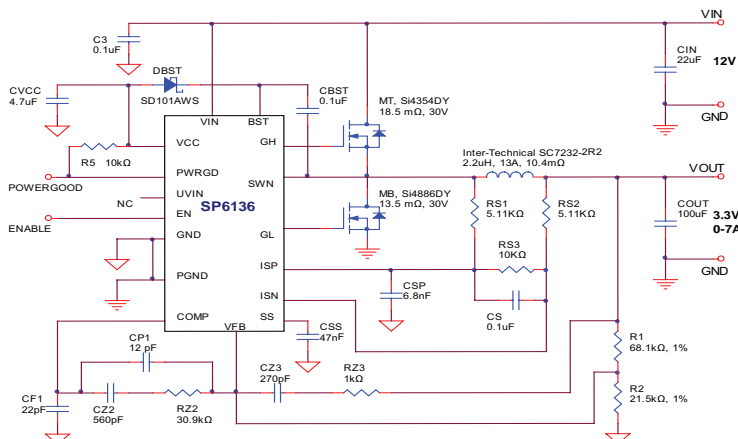 VIN
C3
0.1uF
DBST
SD101AWS
CVCC
4.7uF
CBST
0.1uF
CIN
22uF
12V
GND
MT, Si4354DY
18.5 mΩ, 30V
VIN
BST
VCC
GH
R5 10kΩ
PWRGD
SWN
POWERGOOD
NC
UVIN
SP6136
EN
ENABLE
GND
GL
PGND
ISP
ISN
COMP
SS
VFB
Inter-Technical SC7232-2R2
2.2uH, 13A, 10.4mΩ
VOUT
MB, Si4886DY
13.5 mΩ, 30V
RS1
5.11KΩ
RS2
5.11KΩ
COUT
100uF
3.3V
0-7A
GND
RS3
10KΩ
CSP
6.8nF
CS
0.1uF
CSS
47nF
CP1
12 pF
CZ3
270pF
RZ3
1kΩ
R1
68.1kΩ, 1%
CF1
22pF
CZ2
560pF
RZ2
30.9kΩ
R2
21.5kΩ, 1%